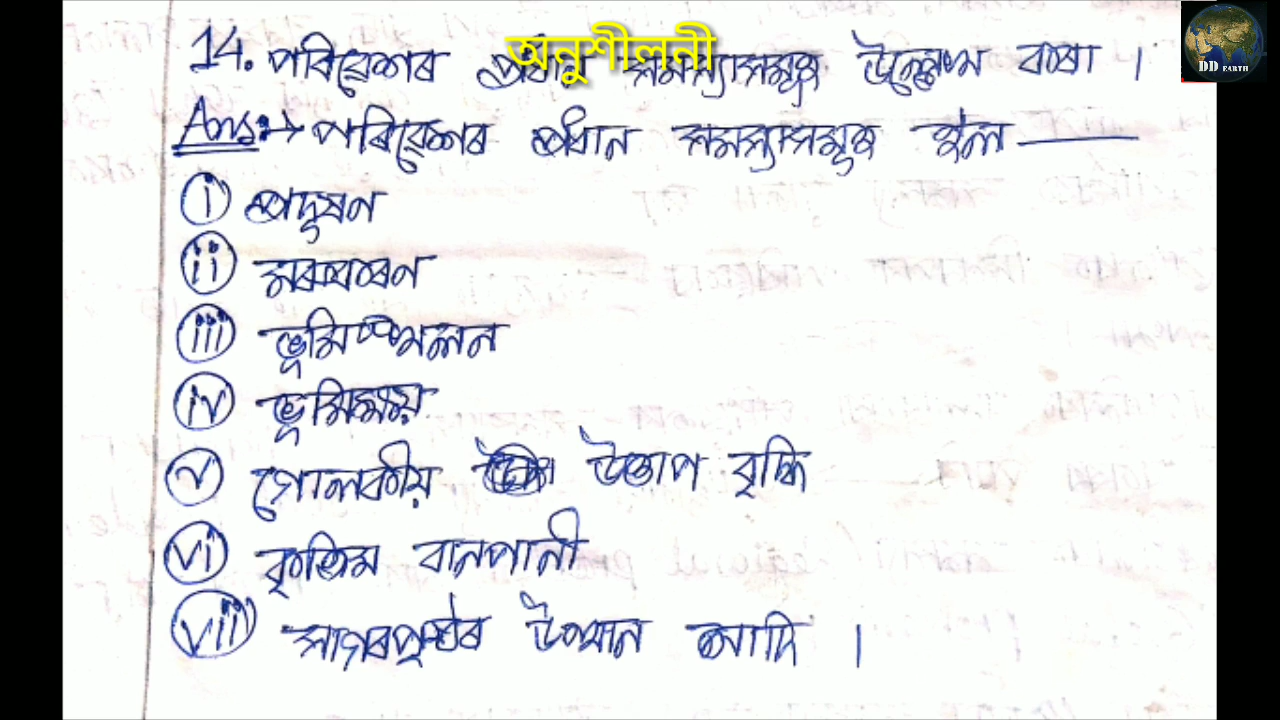 অনুশীলনী
14. পৰিৱেশৰ প্ৰধান সমস্যাসমূহ উল্লেখ কৰা ।
DD EARTH
Ans:→ পৰিৱেশৰ প্ৰধান সমস্যাসমূহ হ'ল —
i প্ৰদূষণ
ii মৰুকৰণ
iii ভূমিস্খলন
iv ভূমিক্ষয়
v গোলকীয় উত্তাপ বৃদ্ধি
vi কৃত্ৰিম বানপানী
vii সাগৰপৃষ্ঠৰ উত্থান আদি ।